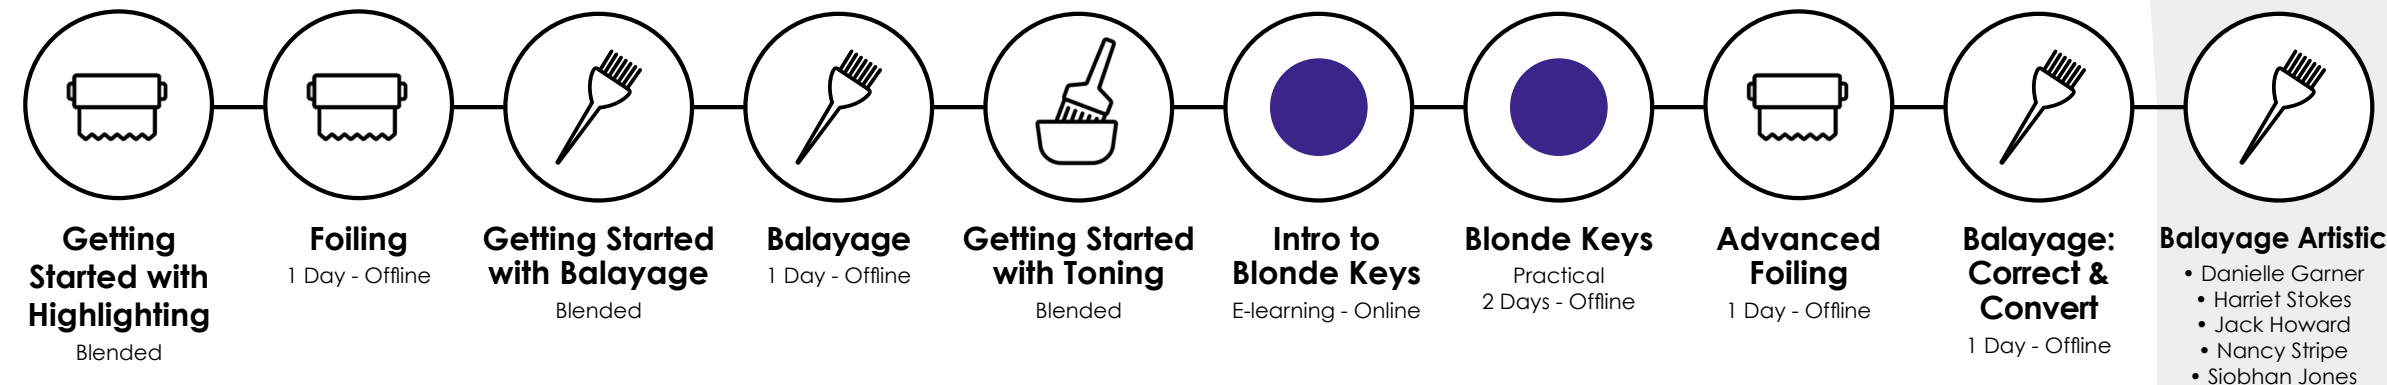 Getting
Started with
Highlighting
Blended
Foiling
1 Day - Offline
Getting Started
with Balayage
Blended
Balayage
1 Day - Offline
Getting Started
with Toning
Blended
Intro to
Blonde Keys
E-learning - Online
Blonde Keys
Practical
2 Days - Offline
Advanced
Foiling
1 Day - Offline
Balayage:
Correct &
Convert
1 Day - Offline
Balayage Artistic
• Danielle Garner
• Harriet Stokes
• Jack Howard
• Nancy Stripe
• Siobhan Jones